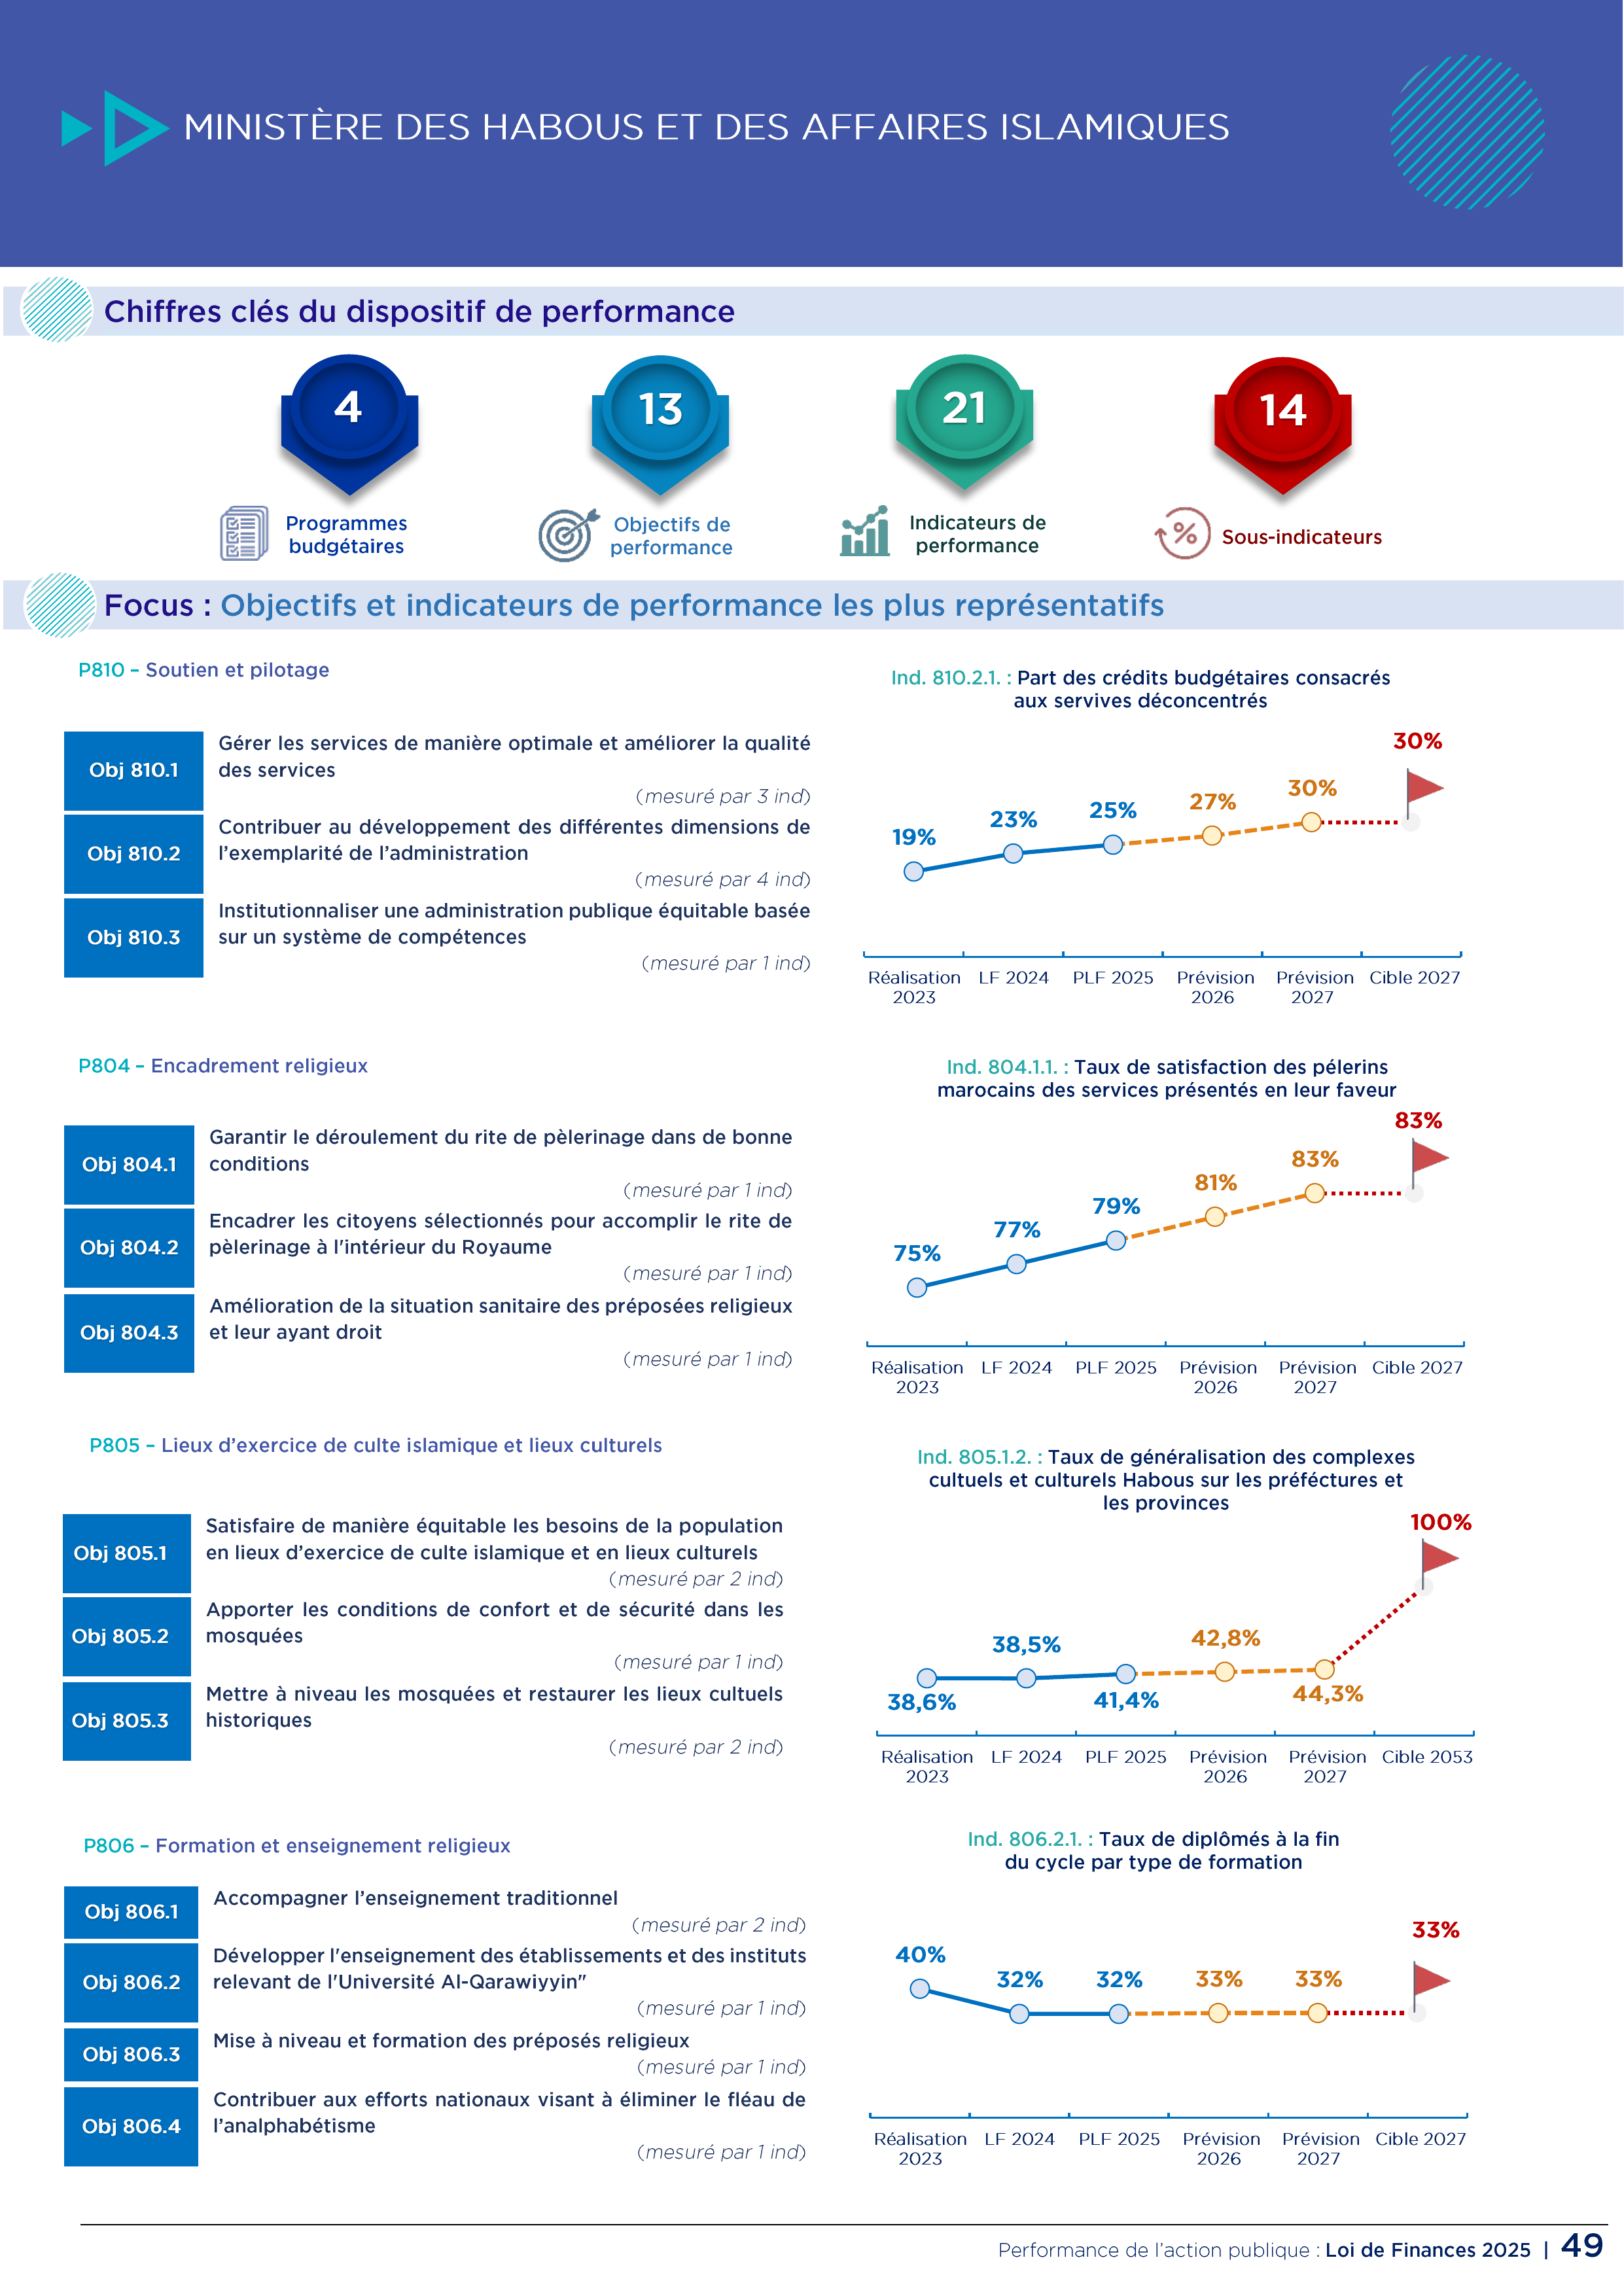 MINISTÈRE DES HABOUS ET DES AFFAIRES ISLAMIQUES
Chiffres clés du dispositif de performance
4
13
21
14
Programmes
budgétaires
Objectifs de
performance
Indicateurs de
performance
%
Sous-indicateurs
Focus : Objectifs et indicateurs de performance les plus représentatifs
P810 – Soutien et pilotage
Obj 810.1
Gérer les services de manière optimale et améliorer la qualité
des services
(mesuré par 3 ind)
Obj 810.2
Contribuer au développement des différentes dimensions de
l'exemplarité de l'administration
(mesuré par 4 ind)
Obj 810.3
Institutionnaliser une administration publique équitable basée
sur un système de compétences
(mesuré par 1 ind)
Ind. 810.2.1. : Part des crédits budgétaires consacrés
aux servives déconcentrés
19%
23%
25%
27%
30%
30%
Réalisation
2023
LF 2024
PLF 2025
Prévision
2026
Prévision
2027
Cible 2027
P804 – Encadrement religieux
Obj 804.1
Garantir le déroulement du rite de pèlerinage dans de bonne
conditions
(mesuré par 1 ind)
Obj 804.2
Encadrer les citoyens sélectionnés pour accomplir le rite de
pèlerinage à l'intérieur du Royaume
(mesuré par 1 ind)
Obj 804.3
Amélioration de la situation sanitaire des préposées religieux
et leur ayant droit
(mesuré par 1 ind)
Ind. 804.1.1. : Taux de satisfaction des pélerins
marocains des services présentés en leur faveur
75%
77%
79%
81%
83%
83%
Réalisation
2023
LF 2024
PLF 2025
Prévision
2026
Prévision
2027
Cible 2027
P805 – Lieux d'exercice de culte islamique et lieux culturels
Obj 805.1
Satisfaire de manière équitable les besoins de la population
en lieux d'exercice de culte islamique et en lieux culturels
(mesuré par 2 ind)
Obj 805.2
Apporter les conditions de confort et de sécurité dans les
mosquées
(mesuré par 1 ind)
Obj 805.3
Mettre à niveau les mosquées et restaurer les lieux cultuels
historiques
(mesuré par 2 ind)
Ind. 805.1.2. : Taux de généralisation des complexes
cultuels et culturels Habous sur les préféctures et
les provinces
38,6%
38,5%
41,4%
42,8%
44,3%
100%
Réalisation
2023
LF 2024
PLF 2025
Prévision
2026
Prévision
2027
Cible 2053
P806 – Formation et enseignement religieux
Obj 806.1
Accompagner l'enseignement traditionnel
(mesuré par 2 ind)
Obj 806.2
Développer l'enseignement des établissements et des instituts
relevant de l'Université Al-Qarawiyyin"
(mesuré par 1 ind)
Obj 806.3
Mise à niveau et formation des préposés religieux
(mesuré par 1 ind)
Obj 806.4
Contribuer aux efforts nationaux visant à éliminer le fléau de
l'analphabétisme
(mesuré par 1 ind)
Ind. 806.2.1. : Taux de diplômés à la fin
du cycle par type de formation
40%
32%
32%
33%
33%
33%
Réalisation
2023
LF 2024
PLF 2025
Prévision
2026
Prévision
2027
Cible 2027
Performance de l'action publique : Loi de Finances 2025 | 49